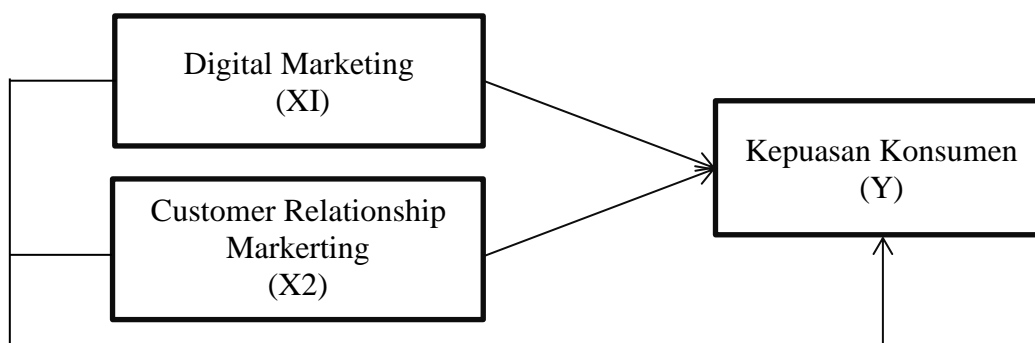 Digital Marketing
(XI)
Customer Relationship
Markerting
(X2)
Kepuasan Konsumen
(Y)